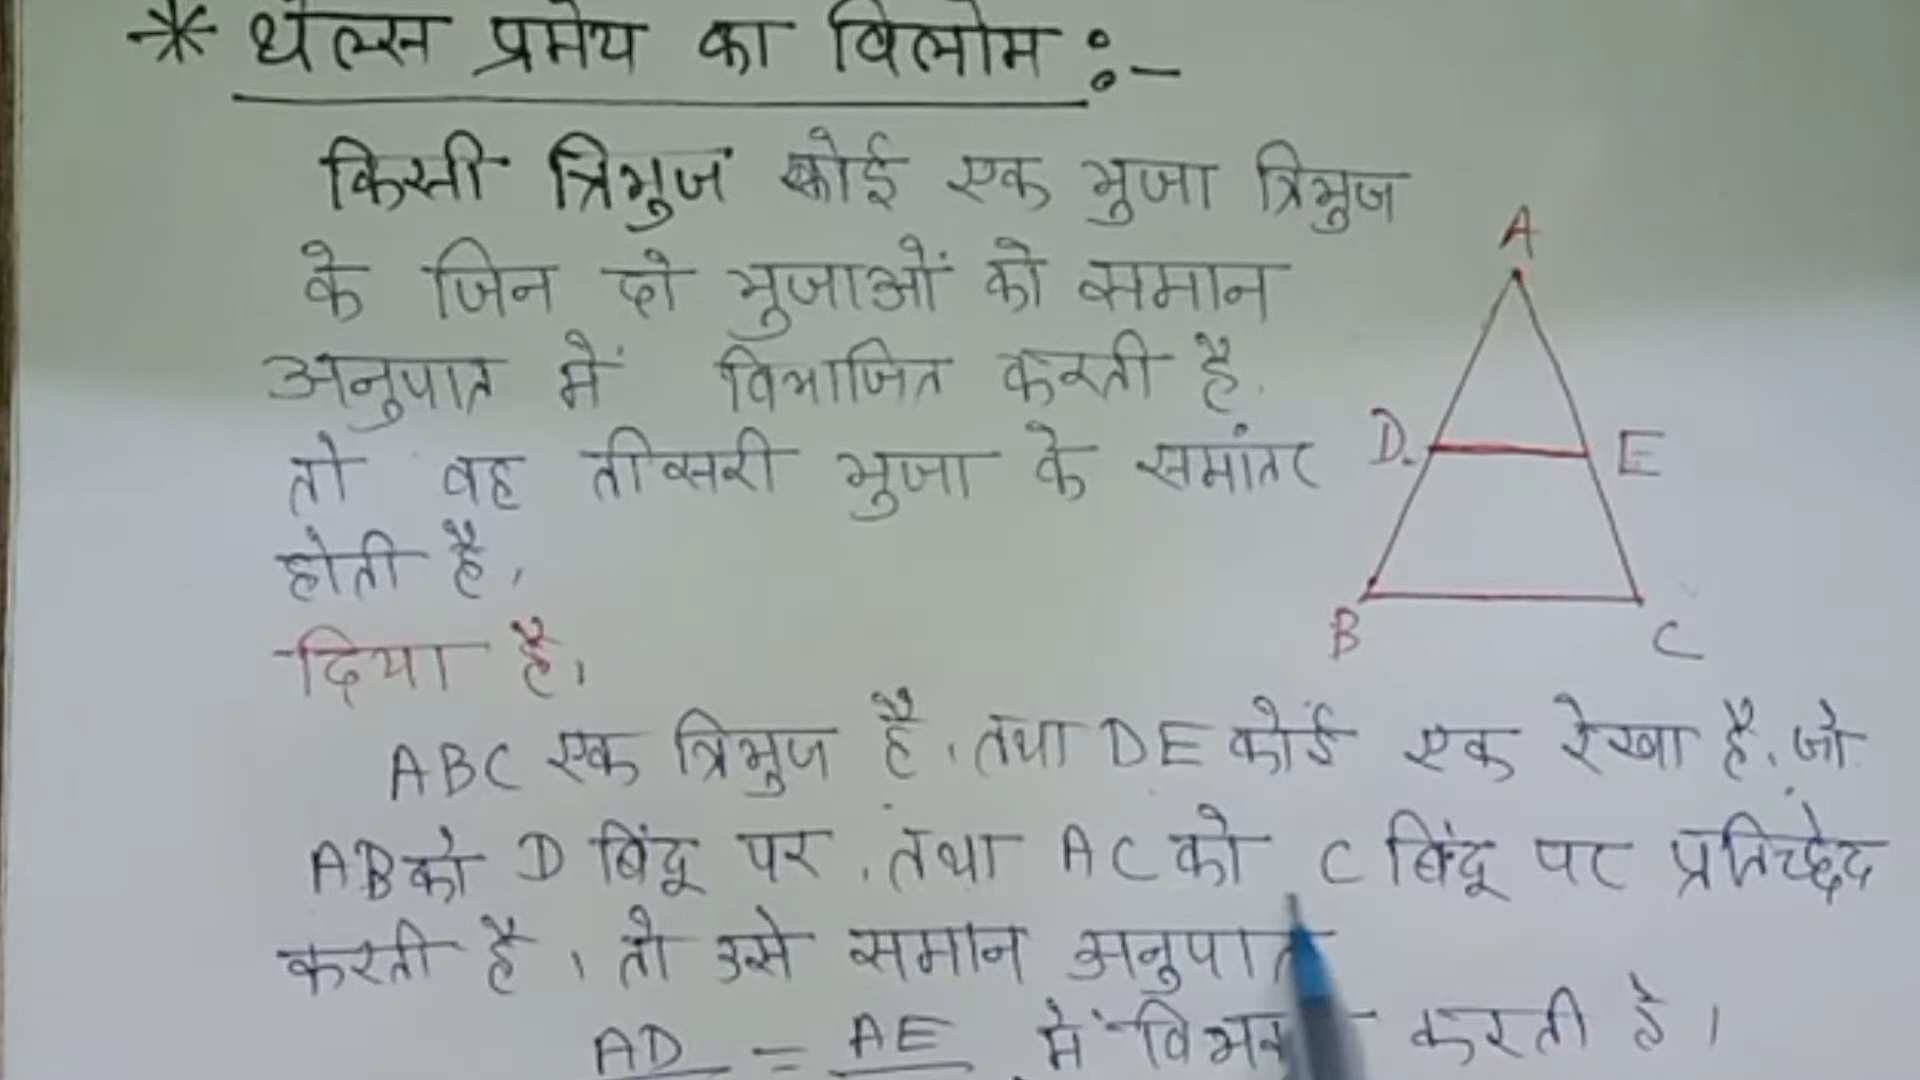 * थेल्स प्रमेय का विलोम :-
किसी त्रिभुज कोई एक भुजा त्रिभुज
के जिन दो भुजाओं को समान
अनुपात में विभाजित करती है.
तो वह तीसरी भुजा के समांतर
होती है,
A
D. E
B C
दिया है,
ABC एक त्रिभुज है, तथा DE कोई एक रेखा है, जो
AB को D बिंदू पर, तथा AC को C बिंदू पर प्रतिच्छेद
करती है, तो उसे समान अनुपात
AD = AE में विभक्त करती है।